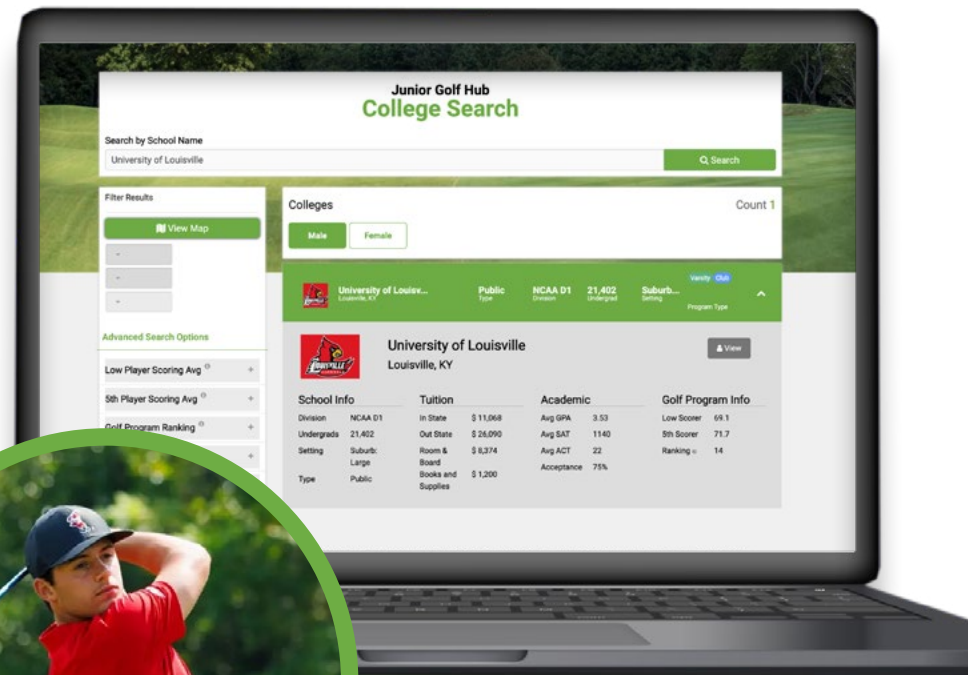 Junior Golf Hub
College Search
Search by School Name
University of Louisville
Search
Filter Results
View Map
-
-
-
Advanced Search Options
Low Player Scoring Avg
+
5th Player Scoring Avg
+
Golf Program Ranking
+
+
Colleges
Count 1
Male Female
University of Louisv...
Louisville, KY
Public
Type
NCAA D1
Division
21,402
Undergrad
Suburb...
Setting
Varsity Club
Program Type
University of Louisville
Louisville, KY
View
School Info
Division NCAA D1
Undergrads 21,402
Setting Suburb:
Large
Type Public
Tuition
In State $ 11,068
Out State $ 26,090
Room & $ 8,374
Board
Books and $ 1,200
Supplies
Academic
Avg GPA 3.53
Avg SAT 1140
Avg ACT 22
Acceptance 75%
Golf Program Info
Low Scorer 69.1
5th Scorer 71.7
Ranking 14